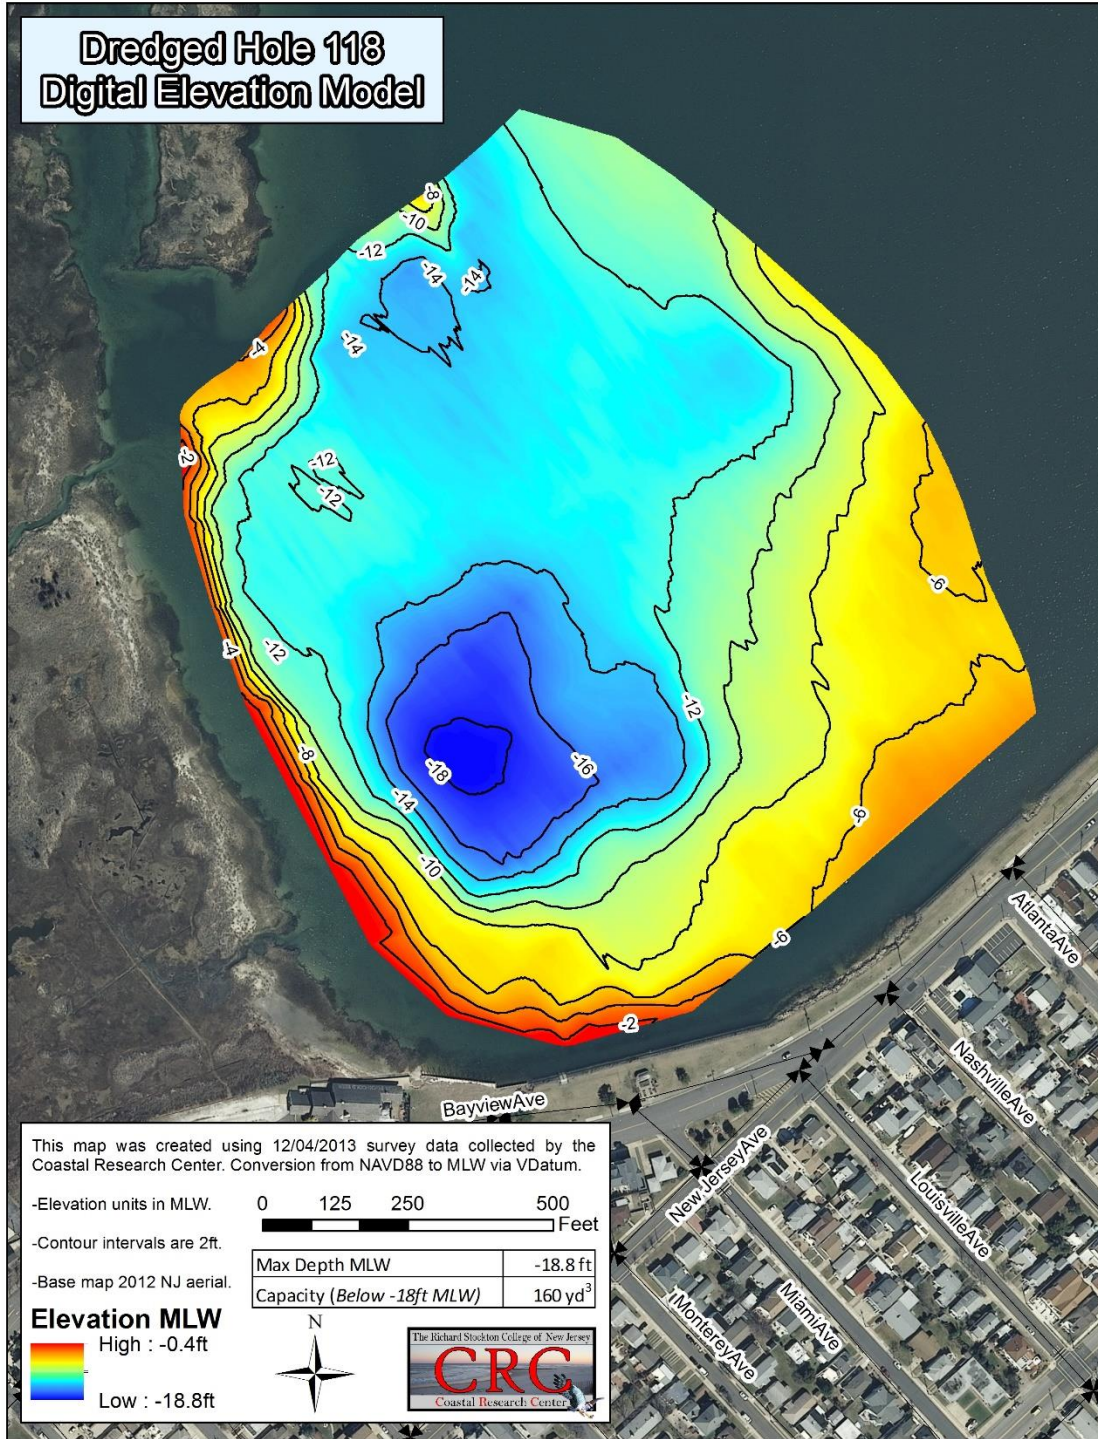 Dredged Hole 118
Digital Elevation Model
-8
-10
-12
-14
-14
-14
-4
-2
-12
-12
-6
-4
-12
-12
-8
-18
-16
-14
-6
-10
-6
-2
AtlantaAve
NashvilleAve
BayviewAve
New JerseyAve
LouisvilleAve
MiamiAve
MontereyAve
This map was created using 12/04/2013 survey data collected by the
Coastal Research Center. Conversion from NAVD88 to MLW via VDatum.
-Elevation units in MLW.
0 125 250 500
Feet
-Contour intervals are 2ft.
Max Depth MLW -18.8 ft
Capacity (Below -18ft MLW) 160 yd³
-Base map 2012 NJ aerial.
Elevation MLW
High : -0.4ft
Low : -18.8ft
N
The Richard Stockton College of New Jersey
CRC
Coastal Research Center